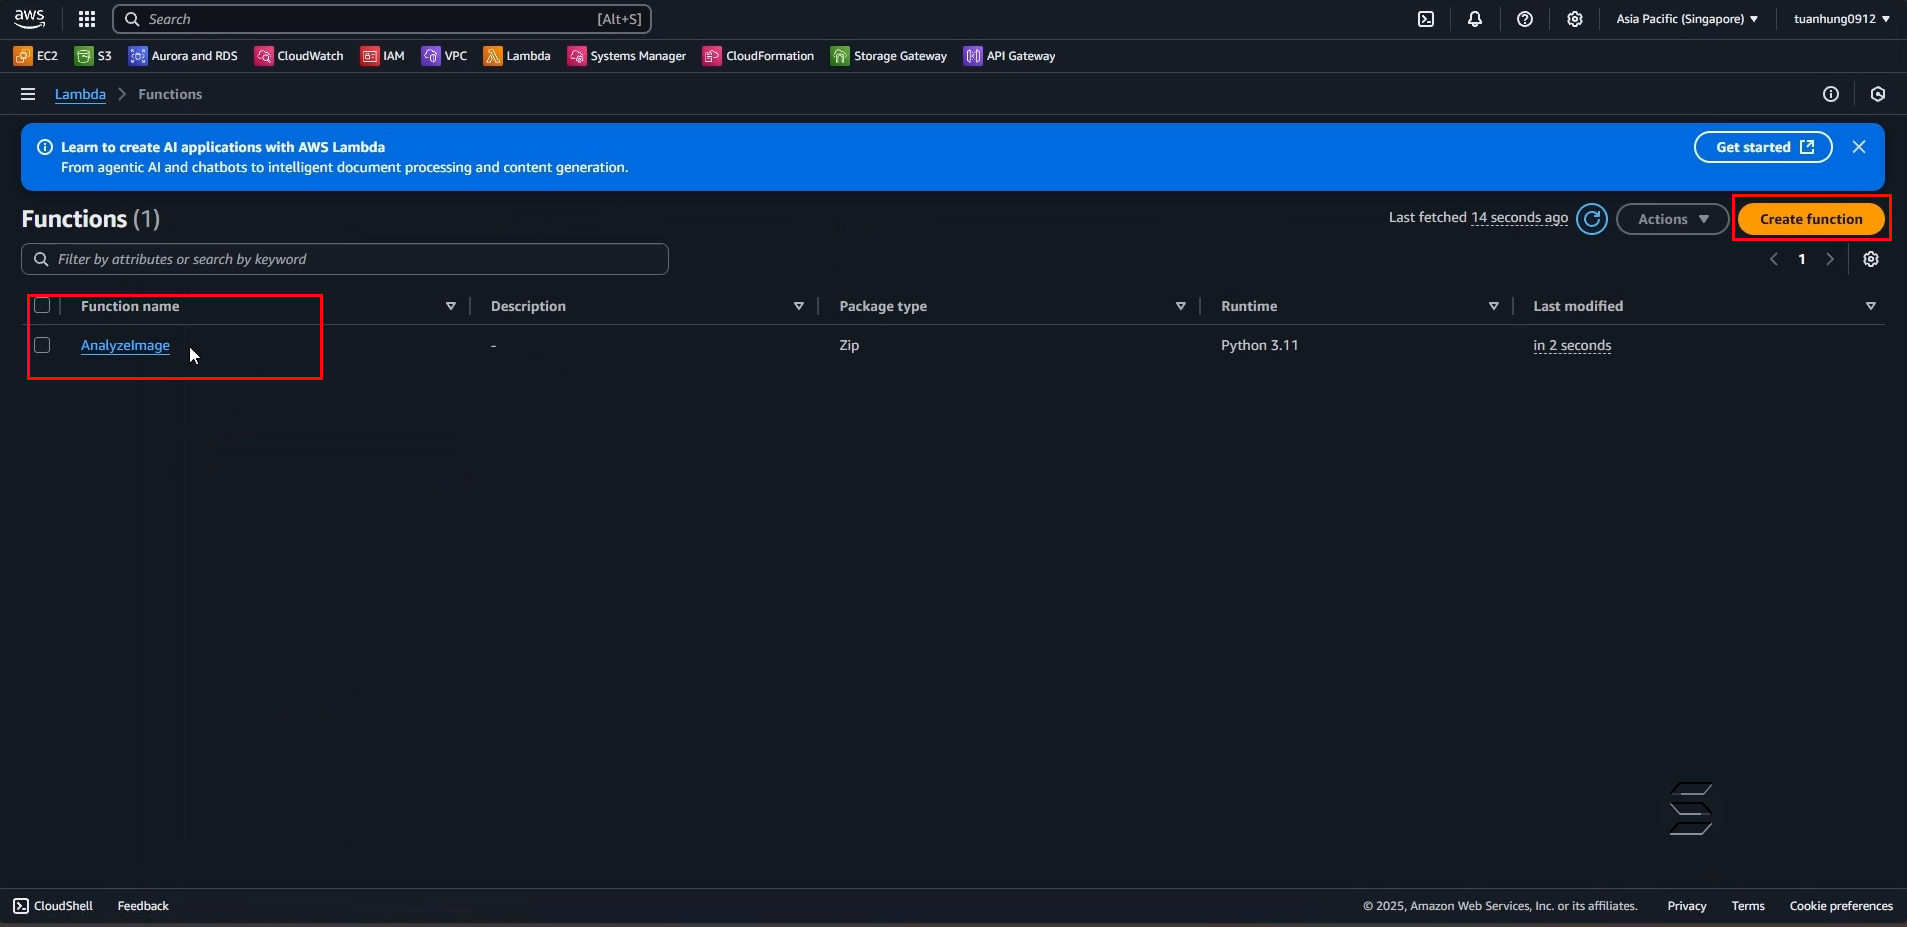 aws
Search [Alt+S]
Asia Pacific (Singapore) tuanhung0912
EC2 S3 Aurora and RDS CloudWatch IAM VPC Lambda Systems Manager CloudFormation Storage Gateway API Gateway
Lambda > Functions
Learn to create AI applications with AWS Lambda
From agentic AI and chatbots to intelligent document processing and content generation.
Get started
Functions (1)
Last fetched 14 seconds ago
Actions
Create function
Filter by attributes or search by keyword
1
Function name Description Package type Runtime Last modified
AnalyzeImage - Zip Python 3.11 in 2 seconds
CloudShell Feedback © 2025, Amazon Web Services, Inc. or its affiliates. Privacy Terms Cookie preferences